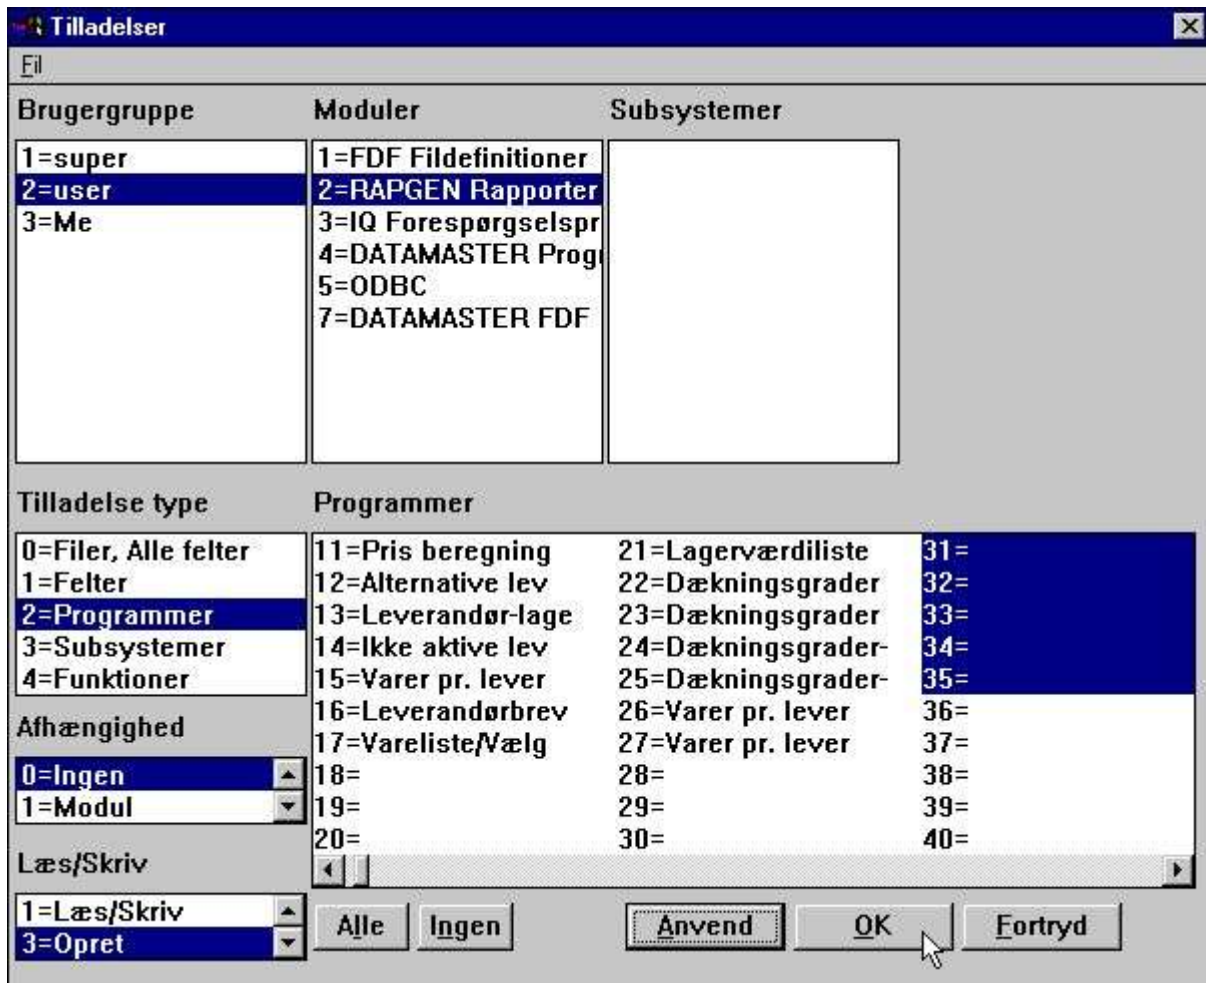 Tilladelser
Fil
Brugergruppe
1=super
2=user
3=Me
Moduler
1=FDF Fildefinitioner
2=RAPGEN Rapporter
3=IQ Forespørgselspr
4=DATAMASTER Prog
5=ODBC
7=DATAMASTER FDF
Subsystemer
Tilladelse type
0=Filer, Alle felter
1=Felter
2=Programmer
3=Subsystemer
4=Funktioner
Afhængighed
0=Ingen
1=Modul
Læs/Skriv
1=Læs/Skriv
3=Opret
Programmer
11=Pris beregning
12=Alternative lev
13=Leverandør-lage
14=Ikke aktive lev
15=Varer pr. lever
16=Leverandørbrev
17=Vareliste/Vælg
18=
19=
20=
21=Lagerværdiliste
22=Dækningsgrader
23=Dækningsgrader
24=Dækningsgrader-
25=Dækningsgrader-
26=Varer pr. lever
27=Varer pr. lever
28=
29=
30=
31=
32=
33=
34=
35=
36=
37=
38=
39=
40=
Alle Ingen Anvend OK Fortryd